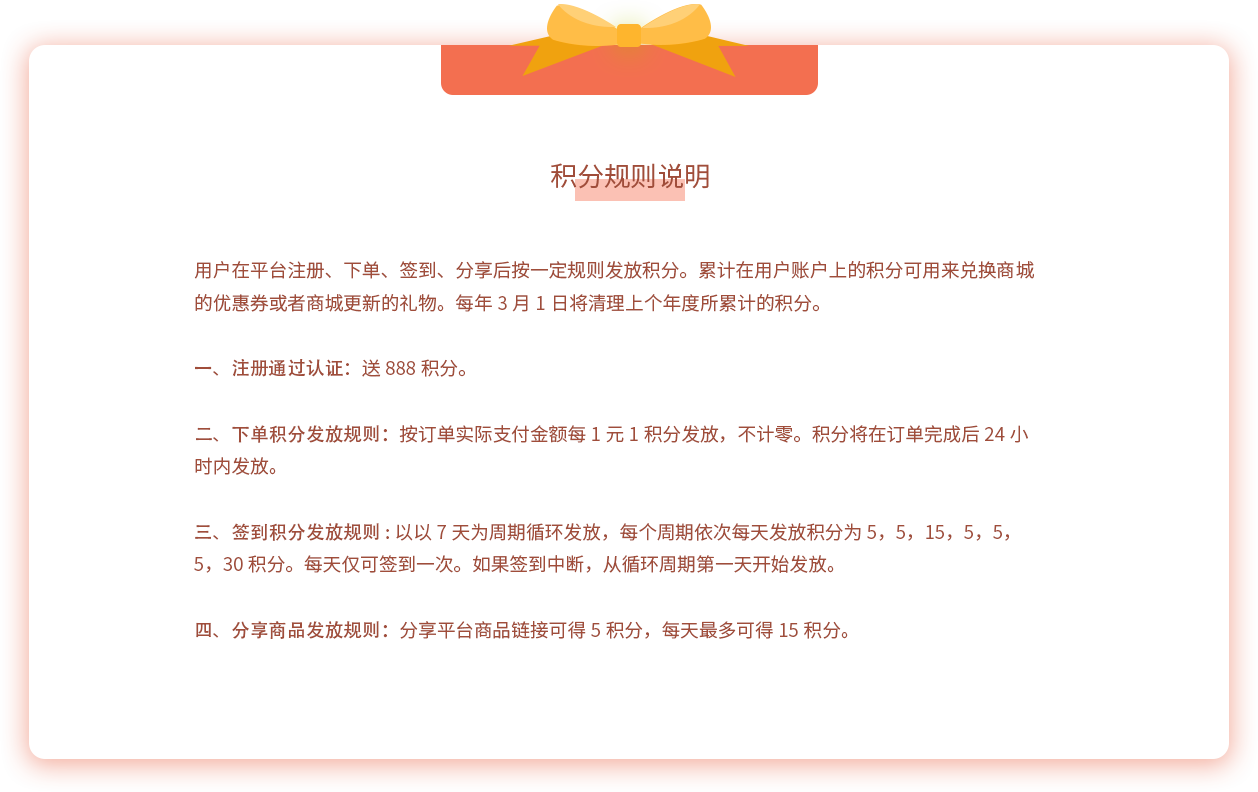 积分规则说明
用户在平台注册、下单、签到、分享后按一定规则发放积分。累计在用户账户上的积分可用来兑换商城
的优惠券或者商城更新的礼物。每年 3 月 1 日将清理上个年度所累计的积分。
一、注册通过认证：送 888 积分。
二、下单积分发放规则：按订单实际支付金额每 1 元 1 积分发放，不计零。积分将在订单完成后 24 小
时内发放。
三、签到积分发放规则 : 以以 7 天为周期循环发放，每个周期依次每天发放积分为 5，5，15，5，5，
5，30 积分。每天仅可签到一次。如果签到中断，从循环周期第一天开始发放。
四、分享商品发放规则：分享平台商品链接可得 5 积分，每天最多可得 15 积分。